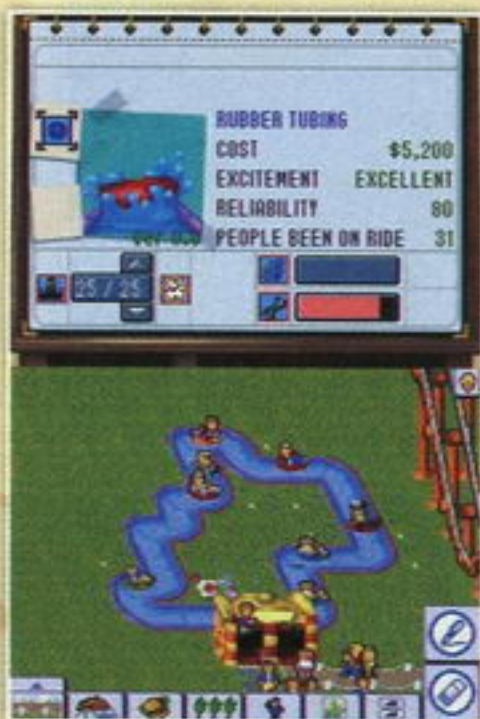 RUBBER TUBING
COST $5,200
EXCITEMENT EXCELLENT
RELIABILITY 80
PEOPLE BEEN ON RIDE 31
25/25